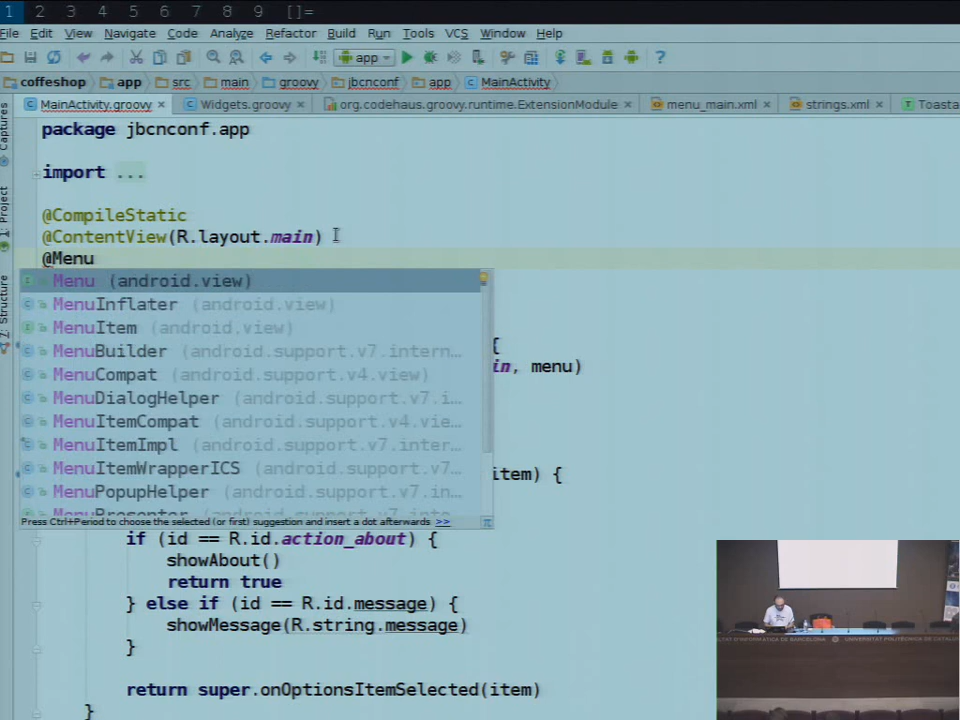 1 2 3 4 5 6 7 8 9 []=
File Edit View Navigate Code Analyze Refactor Build Run Tools VCS Window Help
app
coffeshop app src main groovy jbcnconf app MainActivity
MainActivity.groovy Widgets.groovy org.codehaus.groovy.runtime.ExtensionModule menu_main.xml strings.xml Toasta
Captures
1: Project
7: Structure
package jbcnconf.app
import ...
@CompileStatic
@ContentView(R.layout.main)
@Menu
Menu (android.view)
MenuInflater (android.view)
MenuItem (android.view)
MenuBuilder (android.support.v7.intern...
MenuCompat (android.support.v4.view)
MenuDialogHelper (android.support.v7.i...
MenuItemCompat (android.support.v4.vie...
MenuItemImpl (android.support.v7.inter...
MenuItemWrapperICS (android.support.v7...
MenuPopupHelper (android.support.v7.in...
MenuPresenter
Press Ctrl+Period to choose the selected (or first) suggestion and insert a dot afterwards >>
{
in, menu)
item) {
if (id == R.id.action_about) {
showAbout()
return true
} else if (id == R.id.message) {
showMessage(R.string.message)
}
return super.onOptionsItemSelected(item)
}